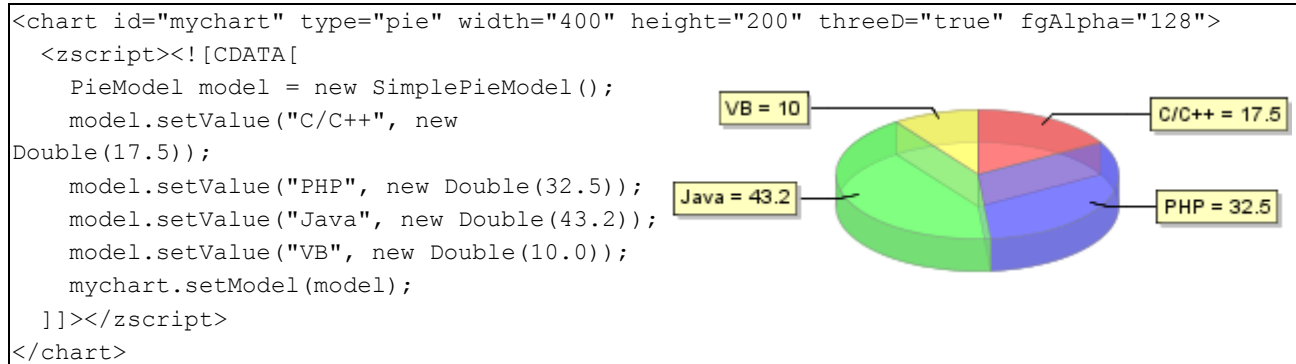 <chart id="mychart" type="pie" width="400" height="200" threeD="true" fgAlpha="128">
  <zscript><![CDATA[
    PieModel model = new SimplePieModel();
    model.setValue("C/C++", new
Double(17.5));
    model.setValue("PHP", new Double(32.5));
    model.setValue("Java", new Double(43.2));
    model.setValue("VB", new Double(10.0));
    mychart.setModel(model);
  ]]></zscript>
</chart>
VB = 10
C/C++ = 17.5
Java = 43.2
PHP = 32.5